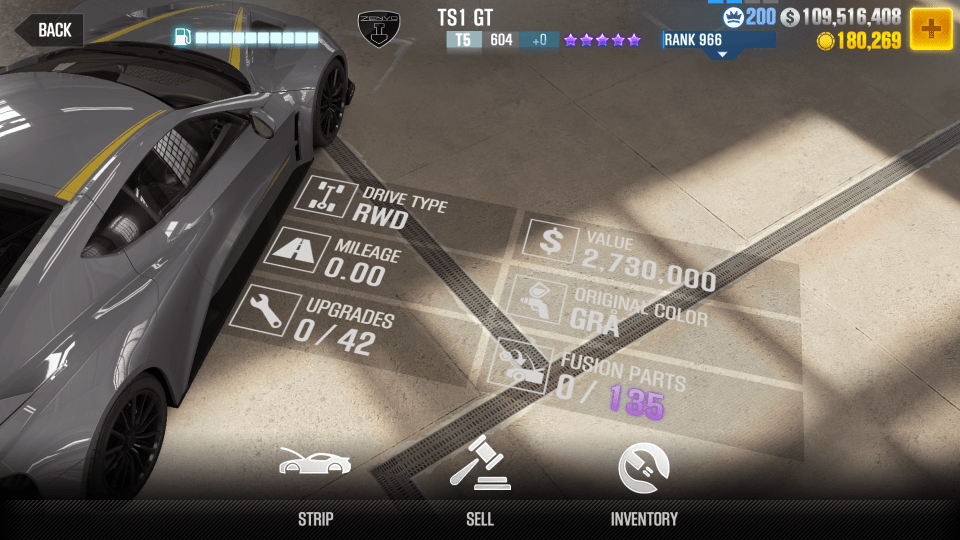 BACK
ZENVO
TS1 GT
T5 604 +0
RANK 966
200
109,516,408
180,269
DRIVE TYPE
RWD
MILEAGE
0.00
UPGRADES
0 / 42
VALUE
2,730,000
ORIGINAL COLOR
GRÅ
FUSION PARTS
0 / 135
STRIP
SELL
INVENTORY